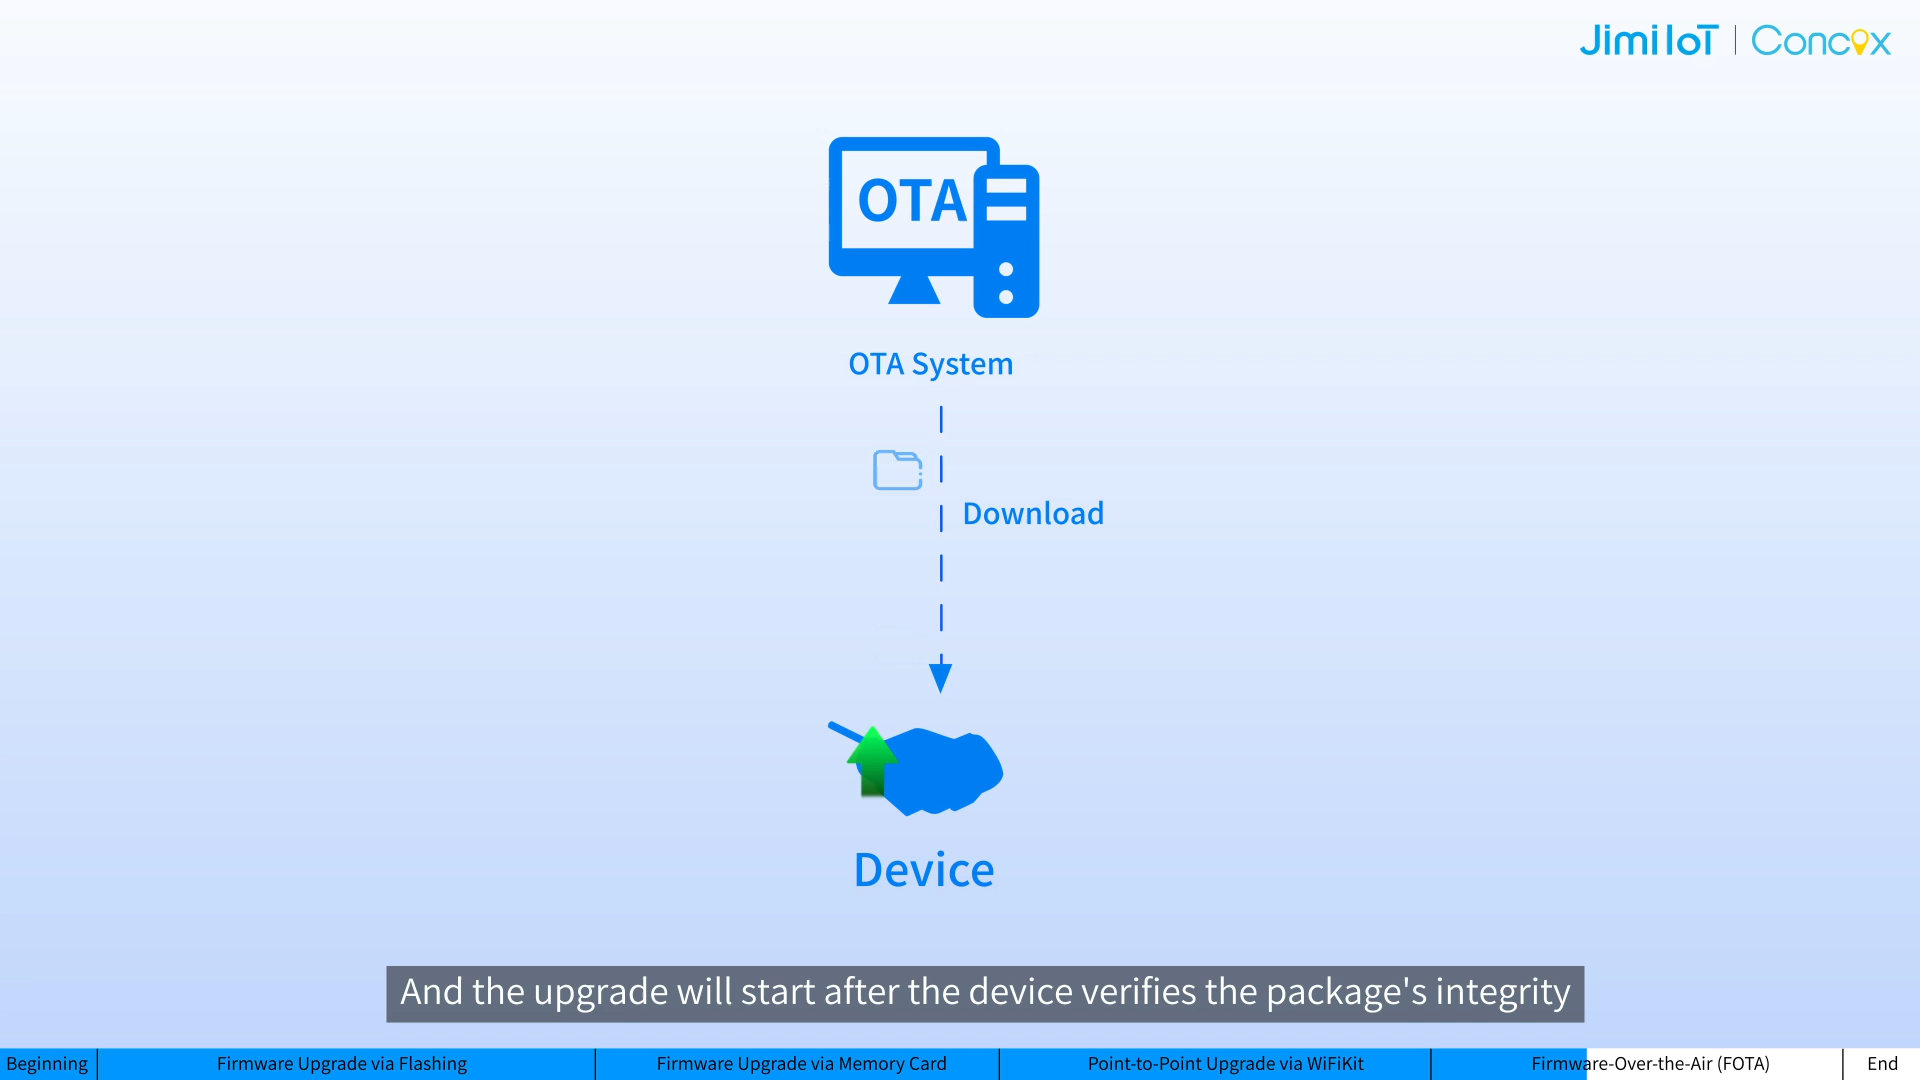 Jimi IoT | Concox
OTA
OTA System
Download
Device
And the upgrade will start after the device verifies the package's integrity
Beginning
Firmware Upgrade via Flashing
Firmware Upgrade via Memory Card
Point-to-Point Upgrade via WiFiKit
Firmware-Over-the-Air (FOTA)
End